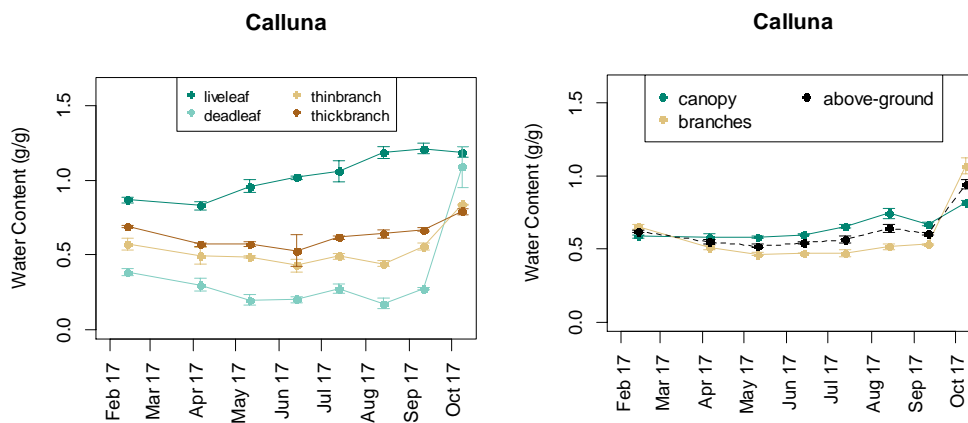 Calluna
liveleaf
deadleaf
thinbranch
thickbranch
Water Content (g/g)
0.0
0.5
1.0
1.5
Feb 17
Mar 17
Apr 17
May 17
Jun 17
Jul 17
Aug 17
Sep 17
Oct 17
Calluna
canopy
branches
above-ground
Water Content (g/g)
0.0
0.5
1.0
1.5
Feb 17
Mar 17
Apr 17
May 17
Jun 17
Jul 17
Aug 17
Sep 17
Oct 17